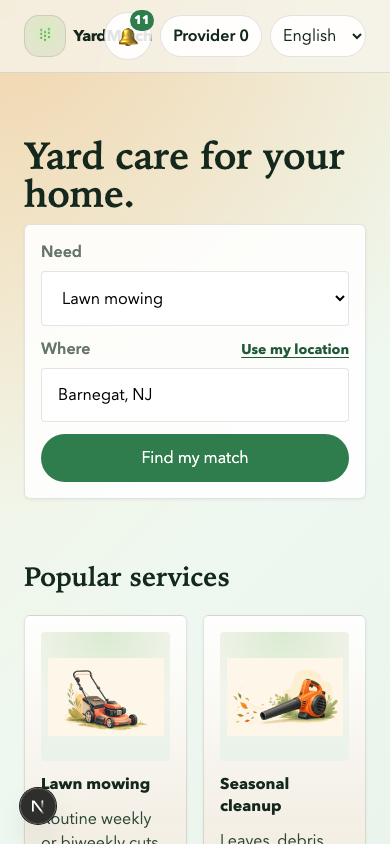 Yard
11
Provider 0
English
Yard care for your
home.
Need
Lawn mowing
Where
Use my location
Barnegat, NJ
Find my match
Popular services
Lawn mowing
Routine weekly
or biweekly cuts
Seasonal
cleanup
Leaves, debris
N